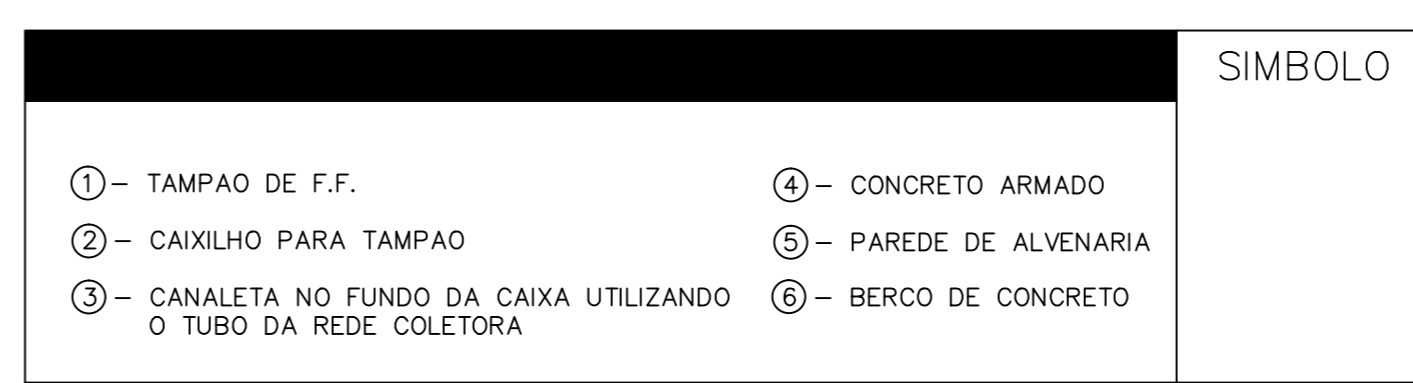 SIMBOLO
①– TAMPAO DE F.F.
②– CAIXILHO PARA TAMPAO
③– CANALETA NO FUNDO DA CAIXA UTILIZANDO
O TUBO DA REDE COLETORA
④– CONCRETO ARMADO
⑤– PAREDE DE ALVENARIA
⑥– BERCO DE CONCRETO